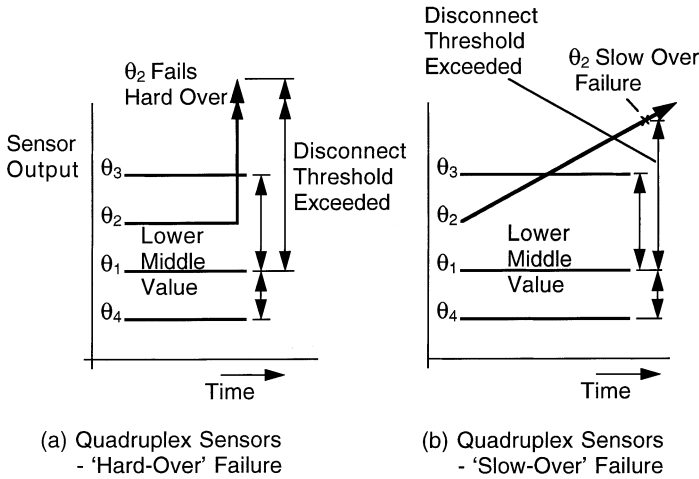 θ2 Fails
Hard Over
Sensor
Output
θ3
θ2
θ1
θ4
Lower
Middle
Value
Disconnect
Threshold
Exceeded
Time
(a) Quadruplex Sensors
- ‘Hard-Over’ Failure
Disconnect
Threshold
Exceeded
θ2 Slow Over
Failure
θ3
θ2
θ1
θ4
Lower
Middle
Value
Time
(b) Quadruplex Sensors
- ‘Slow-Over’ Failure